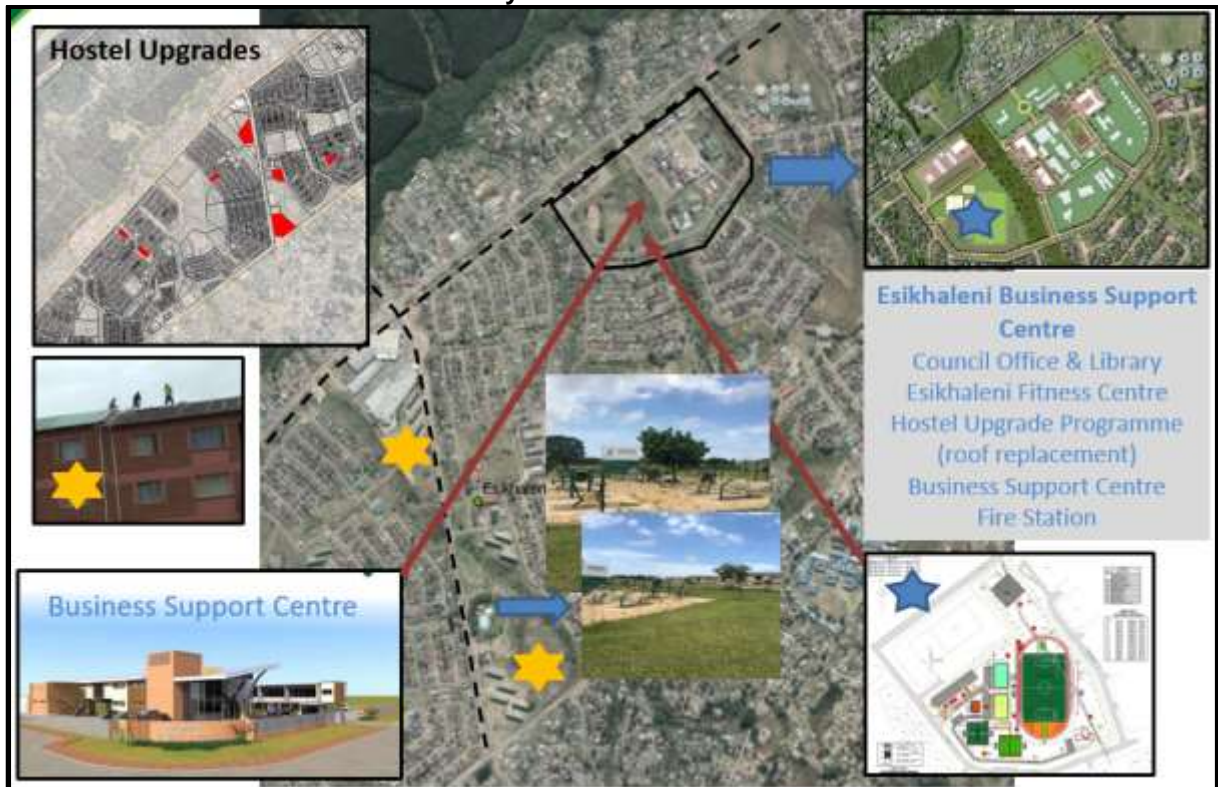 Hostel Upgrades
Esikhaleni Business Support
Centre
Council Office & Library
Esikhaleni Fitness Centre
Hostel Upgrade Programme
(roof replacement)
Business Support Centre
Fire Station
Business Support Centre